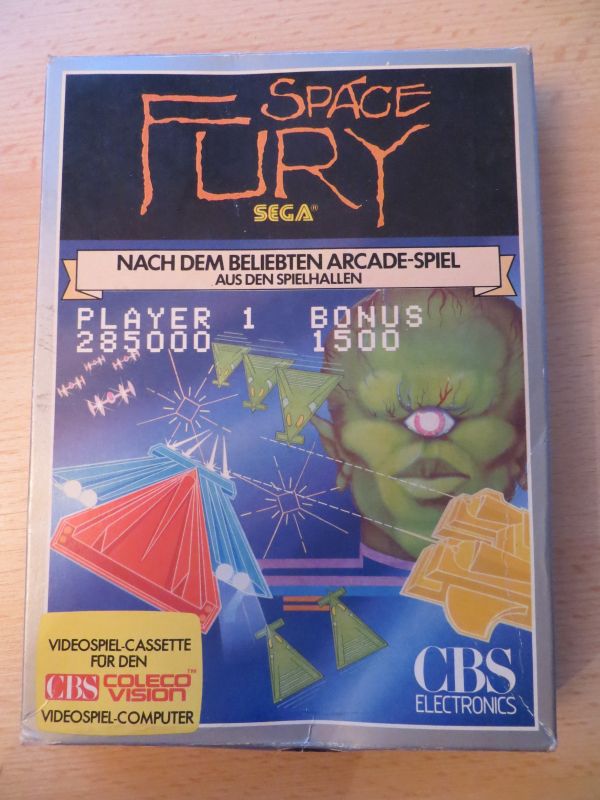 SPACE
FURY
SEGA®
NACH DEM BELIEBTEN ARCADE-SPIEL
AUS DEN SPIELHALLEN
PLAYER 1 BONUS
285000 1500
VIDEOSPIEL-CASSETTE
FÜR DEN
CBS COLECO
VISION™
VIDEOSPIEL-COMPUTER
CBS
ELECTRONICS